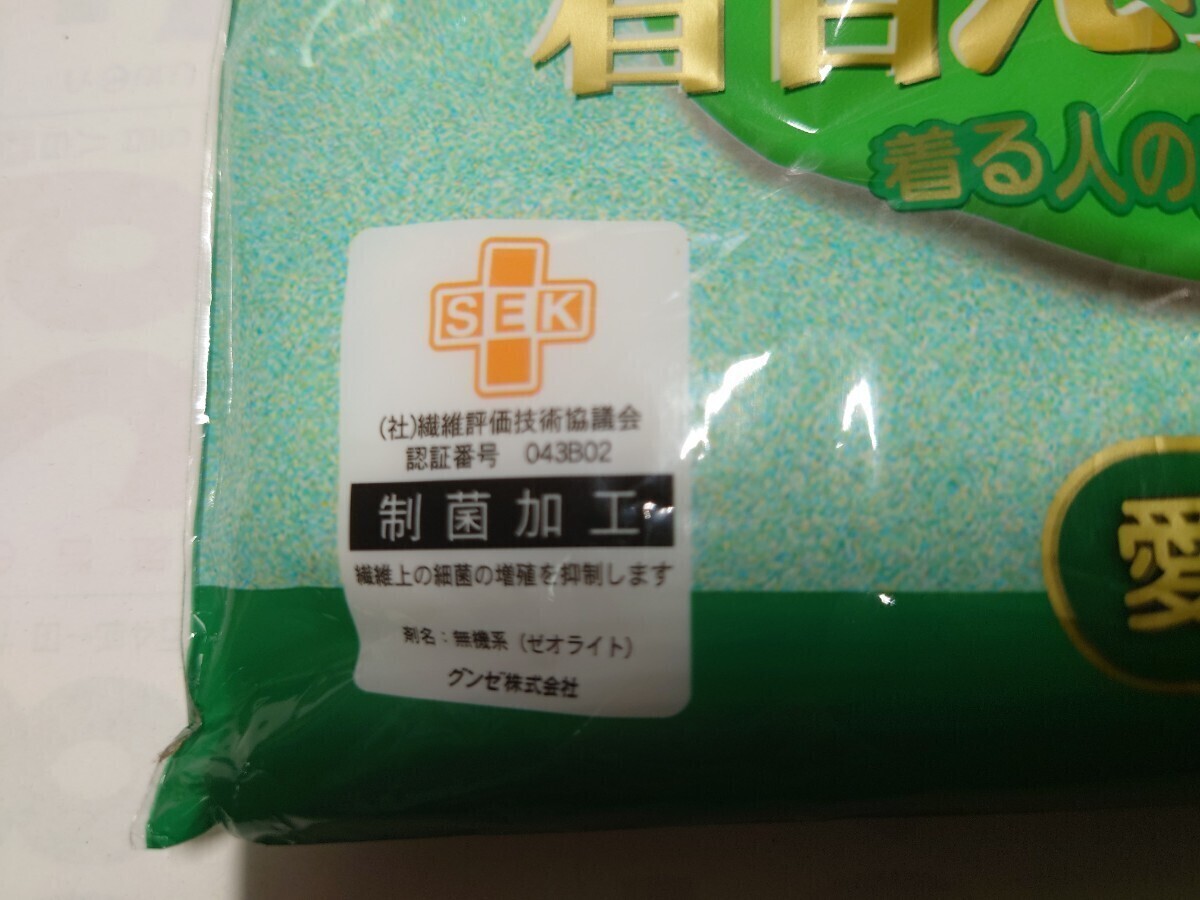 着る人の
SEK
(社)繊維評価技術協議会
認証番号 043B02
制菌加工
繊維上の細菌の増殖を抑制します
剤名：無機系（ゼオライト）
グンゼ株式会社
愛